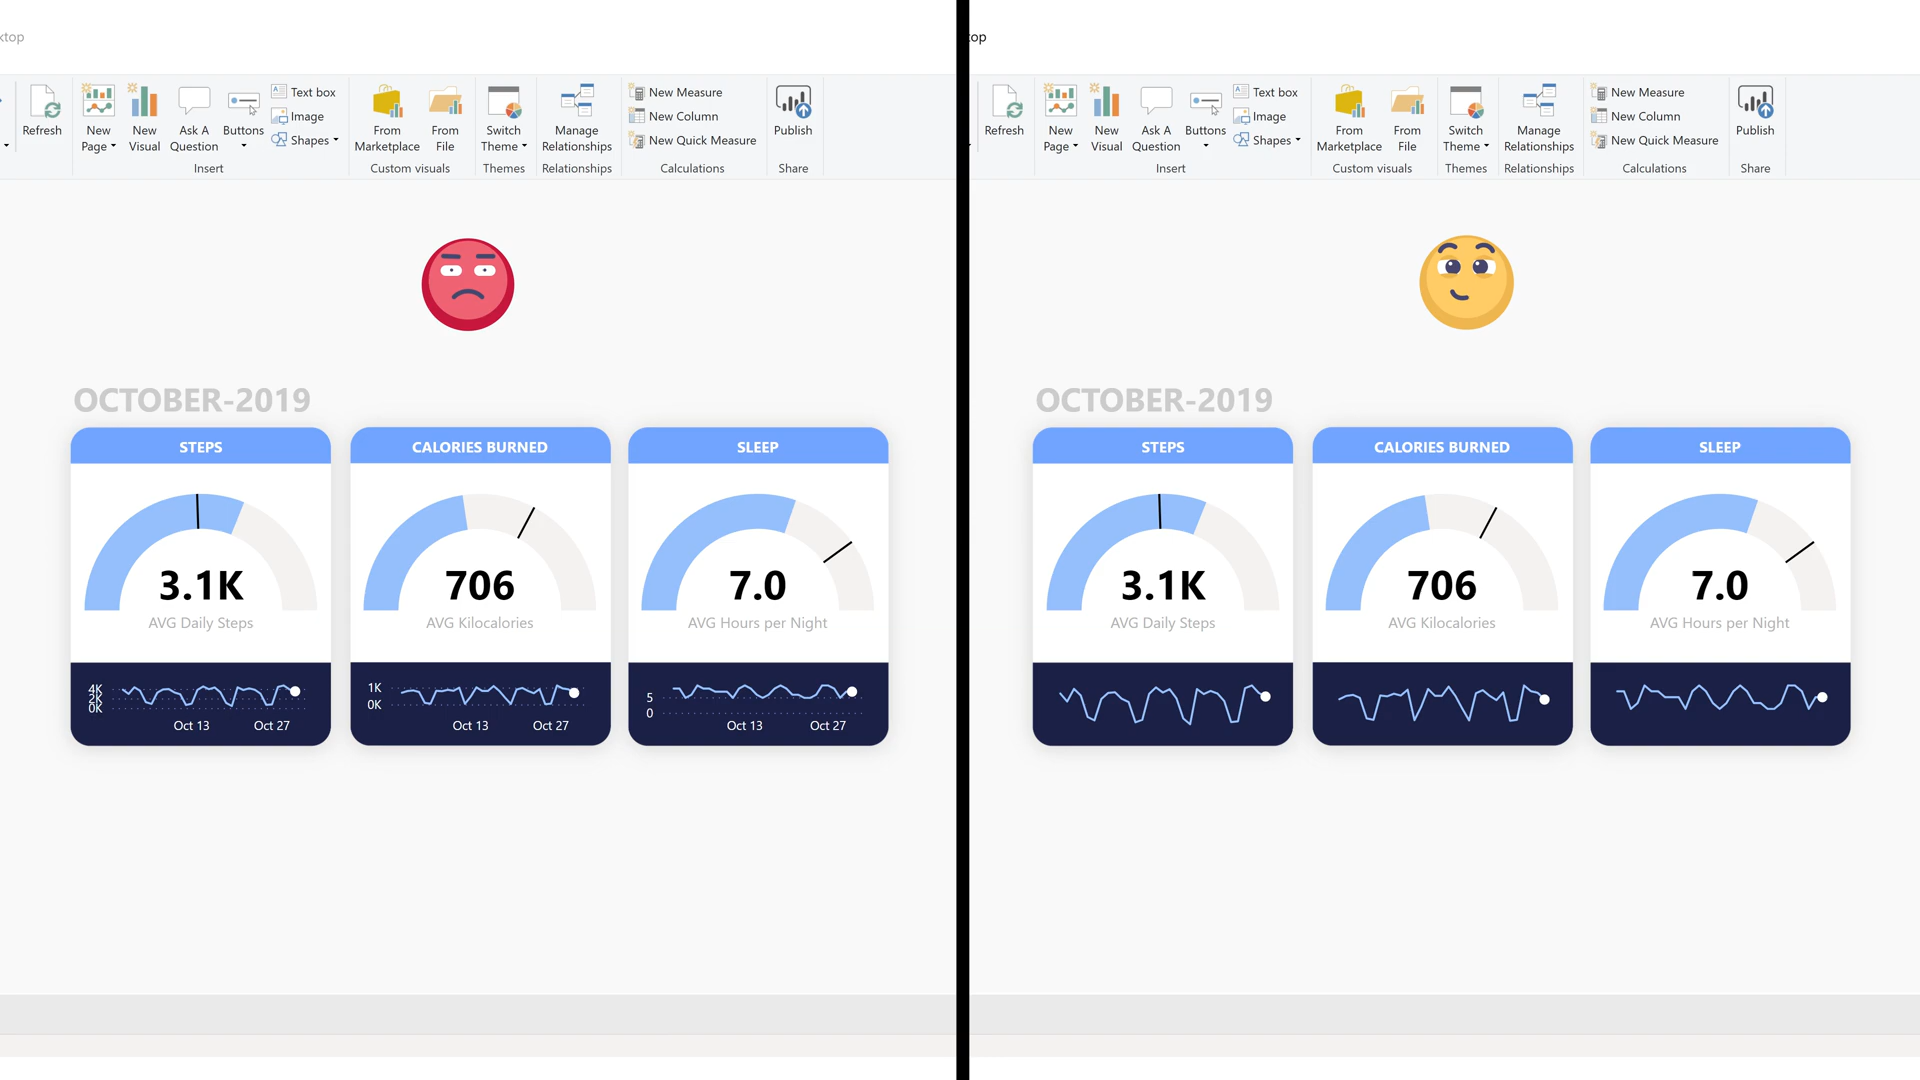 ktop
Refresh
New Page
New Visual
Ask A Question
Buttons
Text box
Image
Shapes
Insert
From Marketplace
From File
Custom visuals
Switch Theme
Themes
Manage Relationships
Relationships
New Measure
New Column
New Quick Measure
Calculations
Publish
Share
OCTOBER-2019
STEPS
3.1K
AVG Daily Steps
4K
2K
0K
Oct 13 Oct 27
CALORIES BURNED
706
AVG Kilocalories
1K
0K
Oct 13 Oct 27
SLEEP
7.0
AVG Hours per Night
5
0
Oct 13 Oct 27
top
Refresh
New Page
New Visual
Ask A Question
Buttons
Text box
Image
Shapes
Insert
From Marketplace
From File
Custom visuals
Switch Theme
Themes
Manage Relationships
Relationships
New Measure
New Column
New Quick Measure
Calculations
Publish
Share
OCTOBER-2019
STEPS
3.1K
AVG Daily Steps
CALORIES BURNED
706
AVG Kilocalories
SLEEP
7.0
AVG Hours per Night